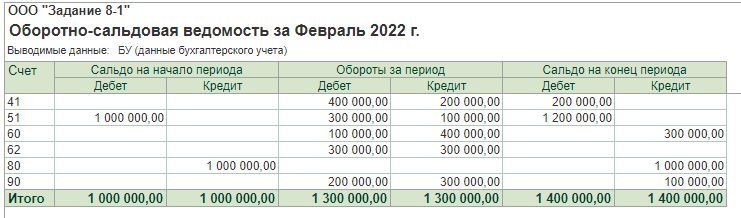 ООО "Задание 8-1"
Оборотно-сальдовая ведомость за Февраль 2022 г.
Выводимые данные: БУ (данные бухгалтерского учета)
Счет Сальдо на начало периода Обороты за период Сальдо на конец периода
Дебет Кредит Дебет Кредит Дебет Кредит
41 400 000,00 200 000,00 200 000,00
51 1 000 000,00 300 000,00 100 000,00 1 200 000,00
60 100 000,00 400 000,00 300 000,00
62 300 000,00 300 000,00
80 1 000 000,00 1 000 000,00
90 200 000,00 300 000,00 100 000,00
Итого 1 000 000,00 1 000 000,00 1 300 000,00 1 300 000,00 1 400 000,00 1 400 000,00